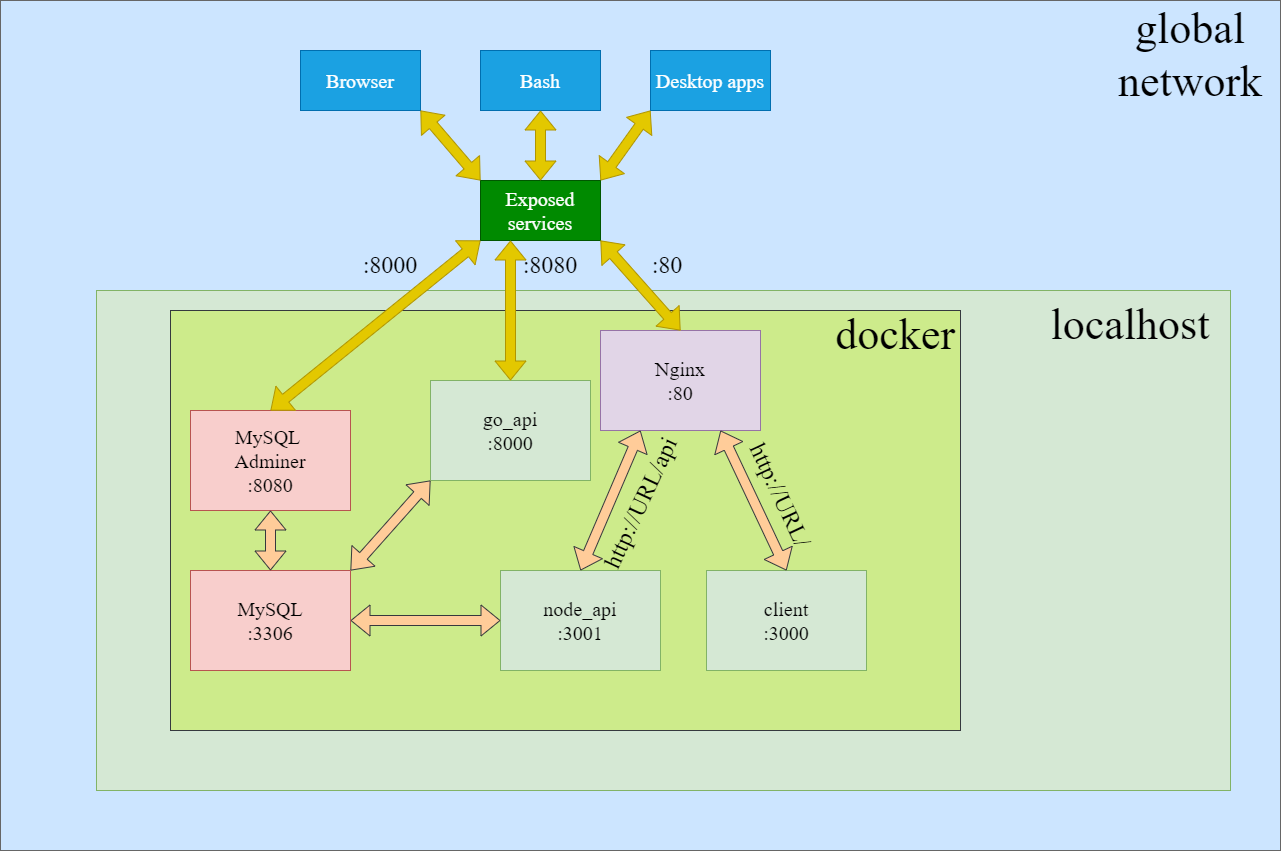 global
network
Browser
Bash
Desktop apps
Exposed
services
:8000
:8080
:80
localhost
docker
Nginx
:80
go_api
:8000
MySQL
Adminer
:8080
http://URL/api
http://URL/
MySQL
:3306
node_api
:3001
client
:3000